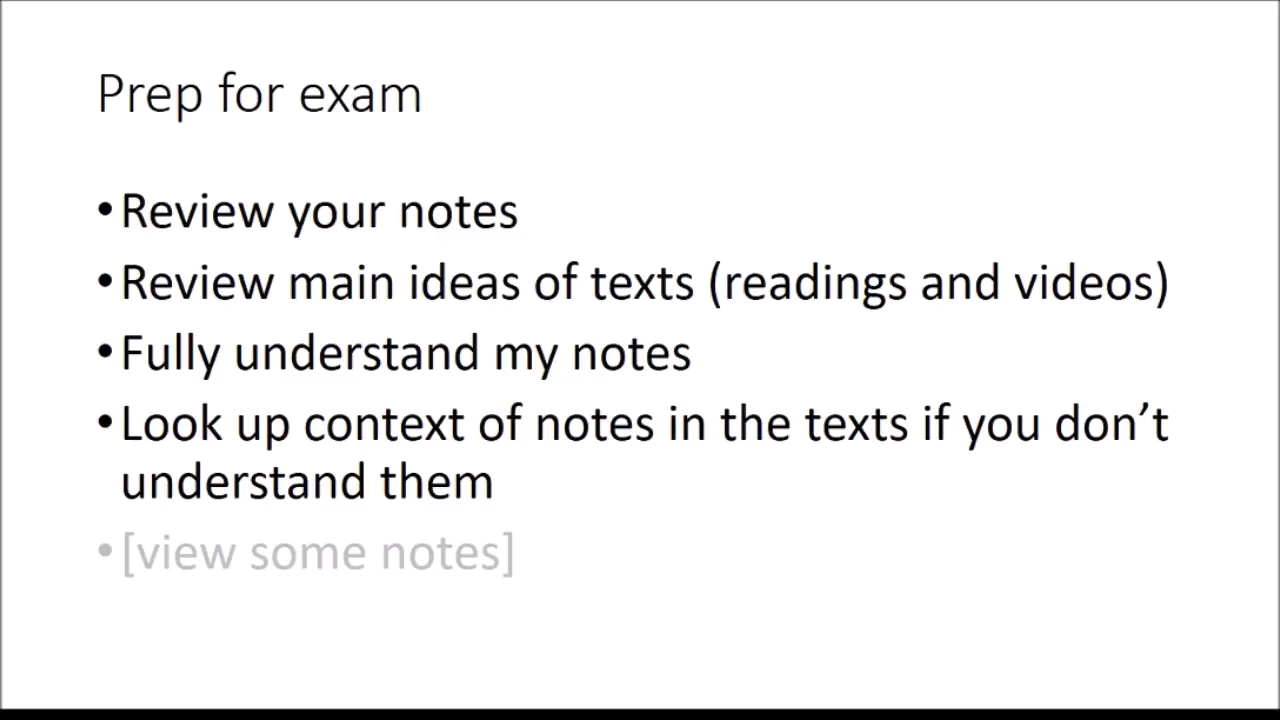 Prep for exam
•Review your notes
•Review main ideas of texts (readings and videos)
•Fully understand my notes
•Look up context of notes in the texts if you don’t
understand them
•[view some notes]